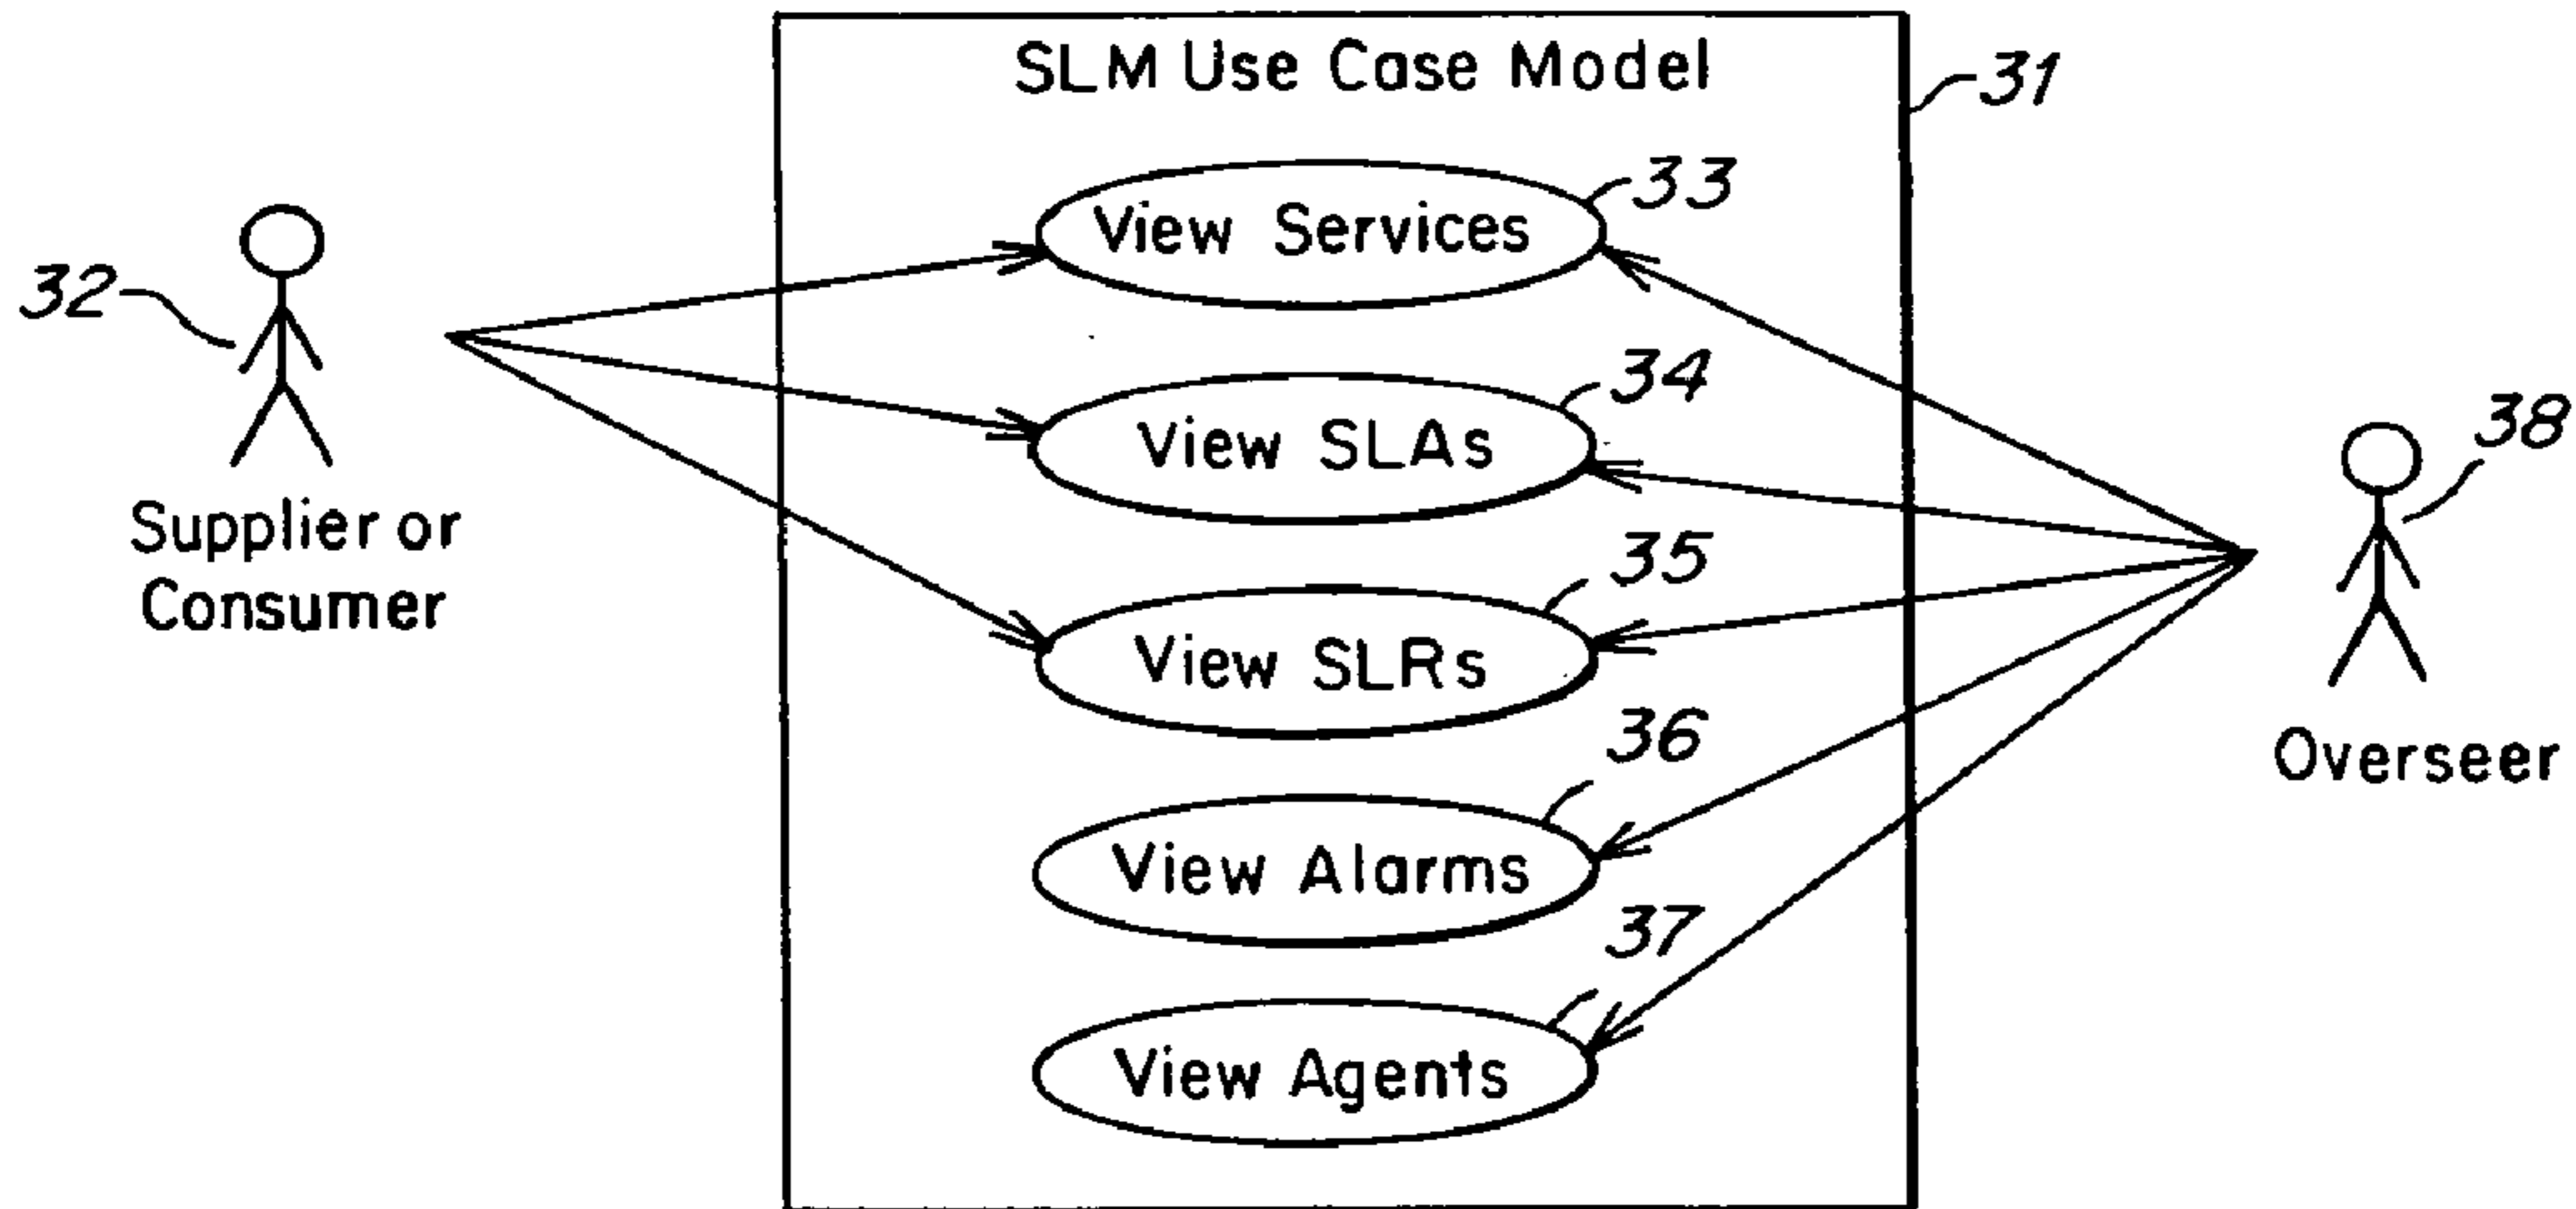 SLM Use Case Model
31
View Services
33
32
View SLAs
34
38
Supplier or
Consumer
View SLRs
35
36
Overseer
View Alarms
37
View Agents